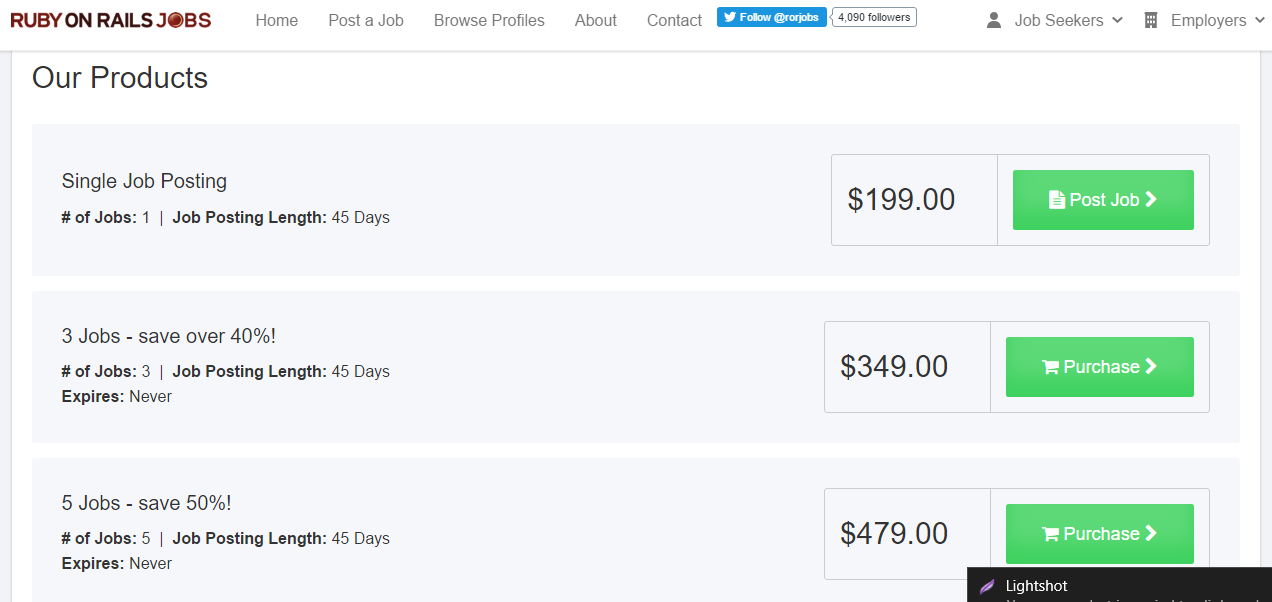 RUBY ON RAILS JOBS Home Post a Job Browse Profiles About Contact Follow @rorjobs 4,090 followers Job Seekers Employers
Our Products
Single Job Posting
# of Jobs: 1 | Job Posting Length: 45 Days
$199.00 Post Job
3 Jobs - save over 40%!
# of Jobs: 3 | Job Posting Length: 45 Days
Expires: Never
$349.00 Purchase
5 Jobs - save 50%!
# of Jobs: 5 | Job Posting Length: 45 Days
Expires: Never
$479.00 Purchase
Lightshot